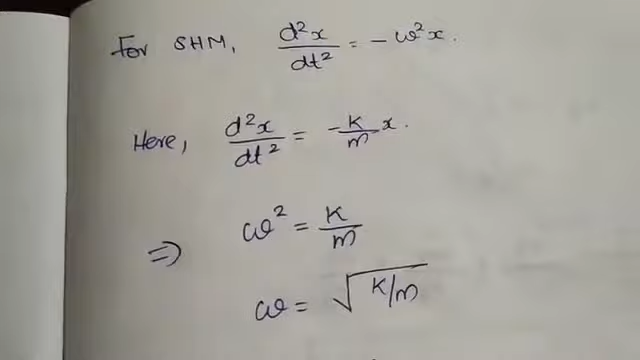 For SHM, d²x/dt² = - ω²x.
Here, d²x/dt² = -K/m x.
⇒ ω² = K/m
ω = √K/m